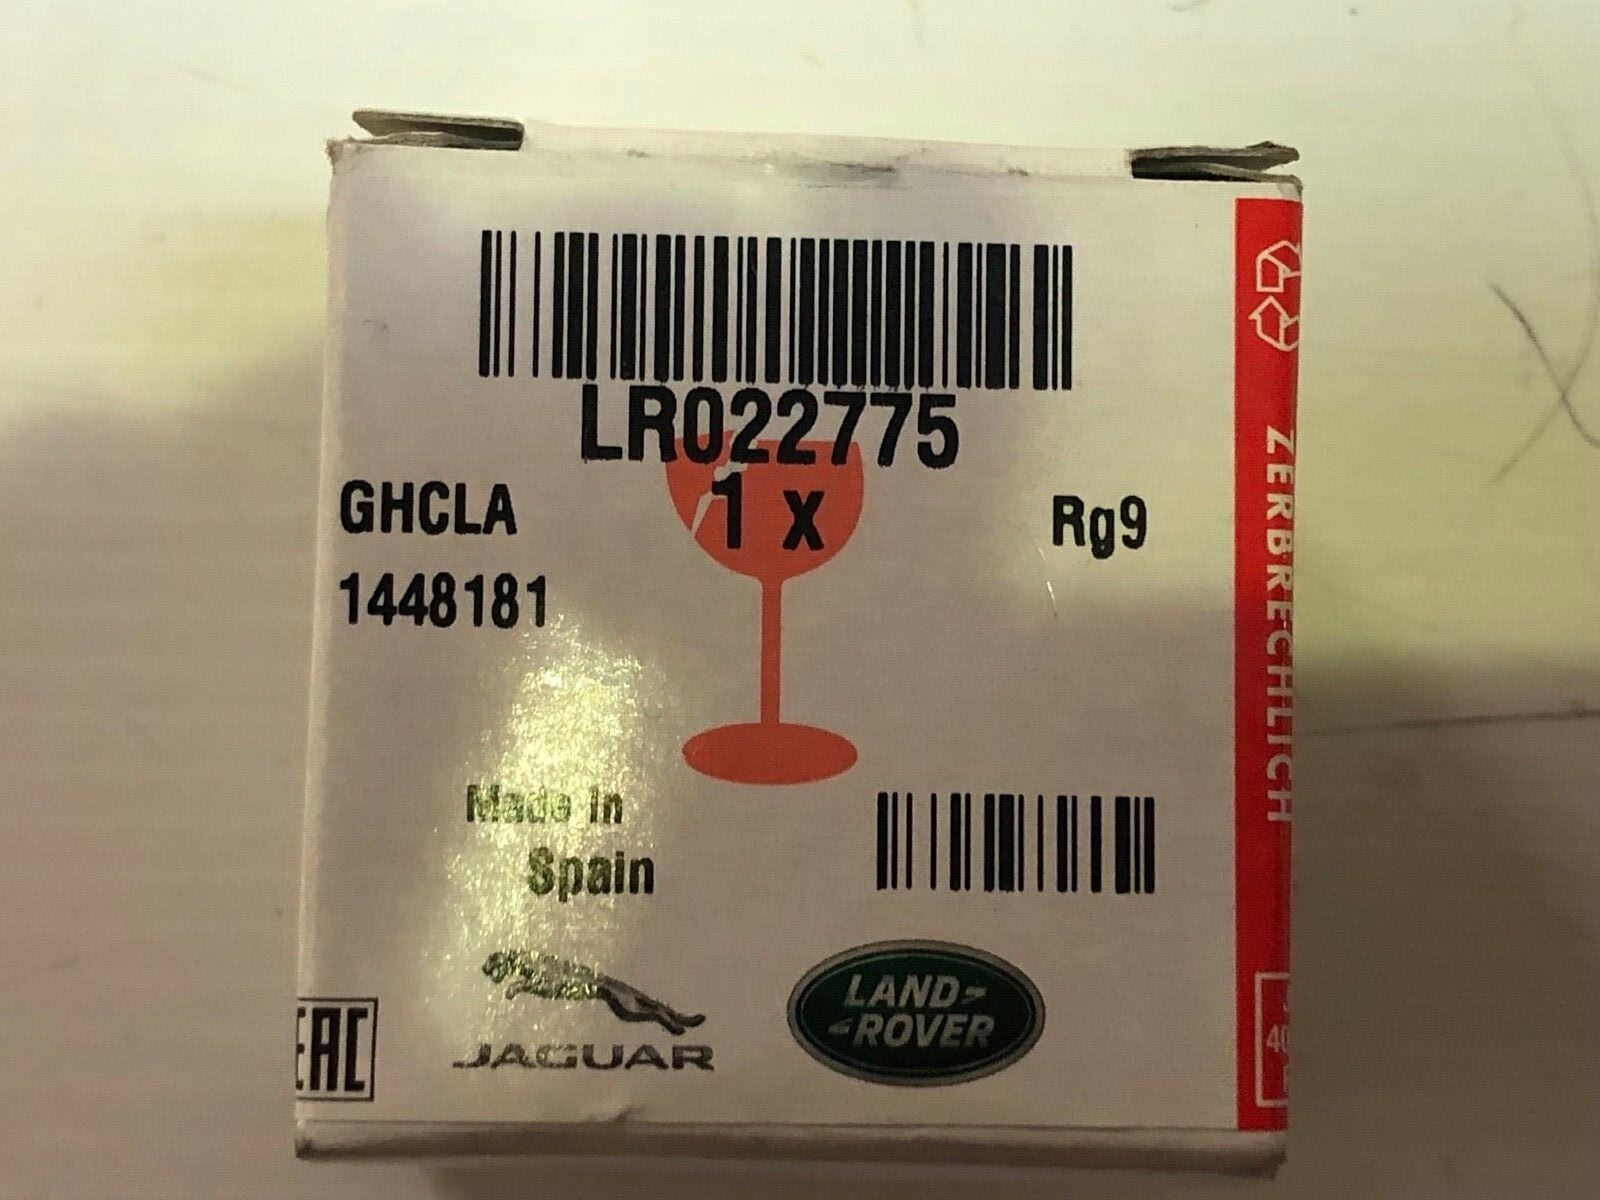 LR022775
GHCLA
1 x
Rg9
1448181
Made in
Spain
JAGUAR
LAND-
-ROVER
EAC
ZERBRECHLICH